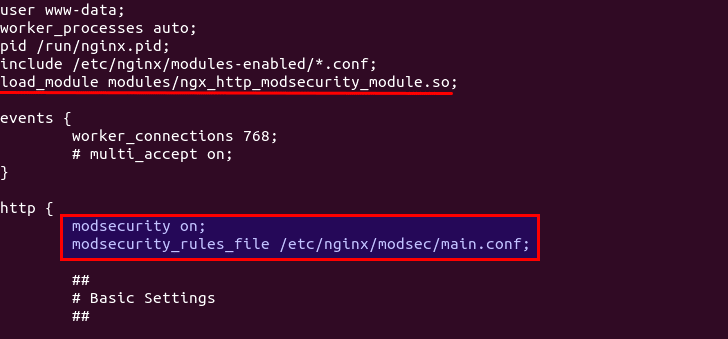 user www-data;
worker_processes auto;
pid /run/nginx.pid;
include /etc/nginx/modules-enabled/*.conf;
load_module modules/ngx_http_modsecurity_module.so;
events {
worker_connections 768;
# multi_accept on;
}
http {
modsecurity on;
modsecurity_rules_file /etc/nginx/modsec/main.conf;
##
# Basic Settings
##